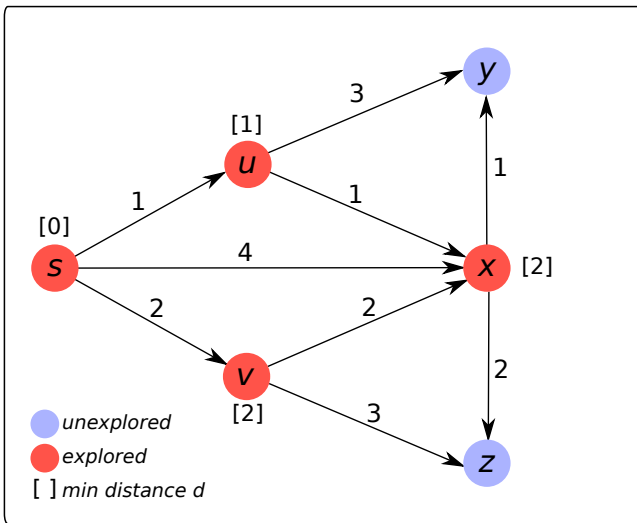 y
3
[1]
u
1
1
1
[0]
s
4
x
[2]
2
2
v
2
[2]
3
z
unexplored
explored
[ ] min distance d